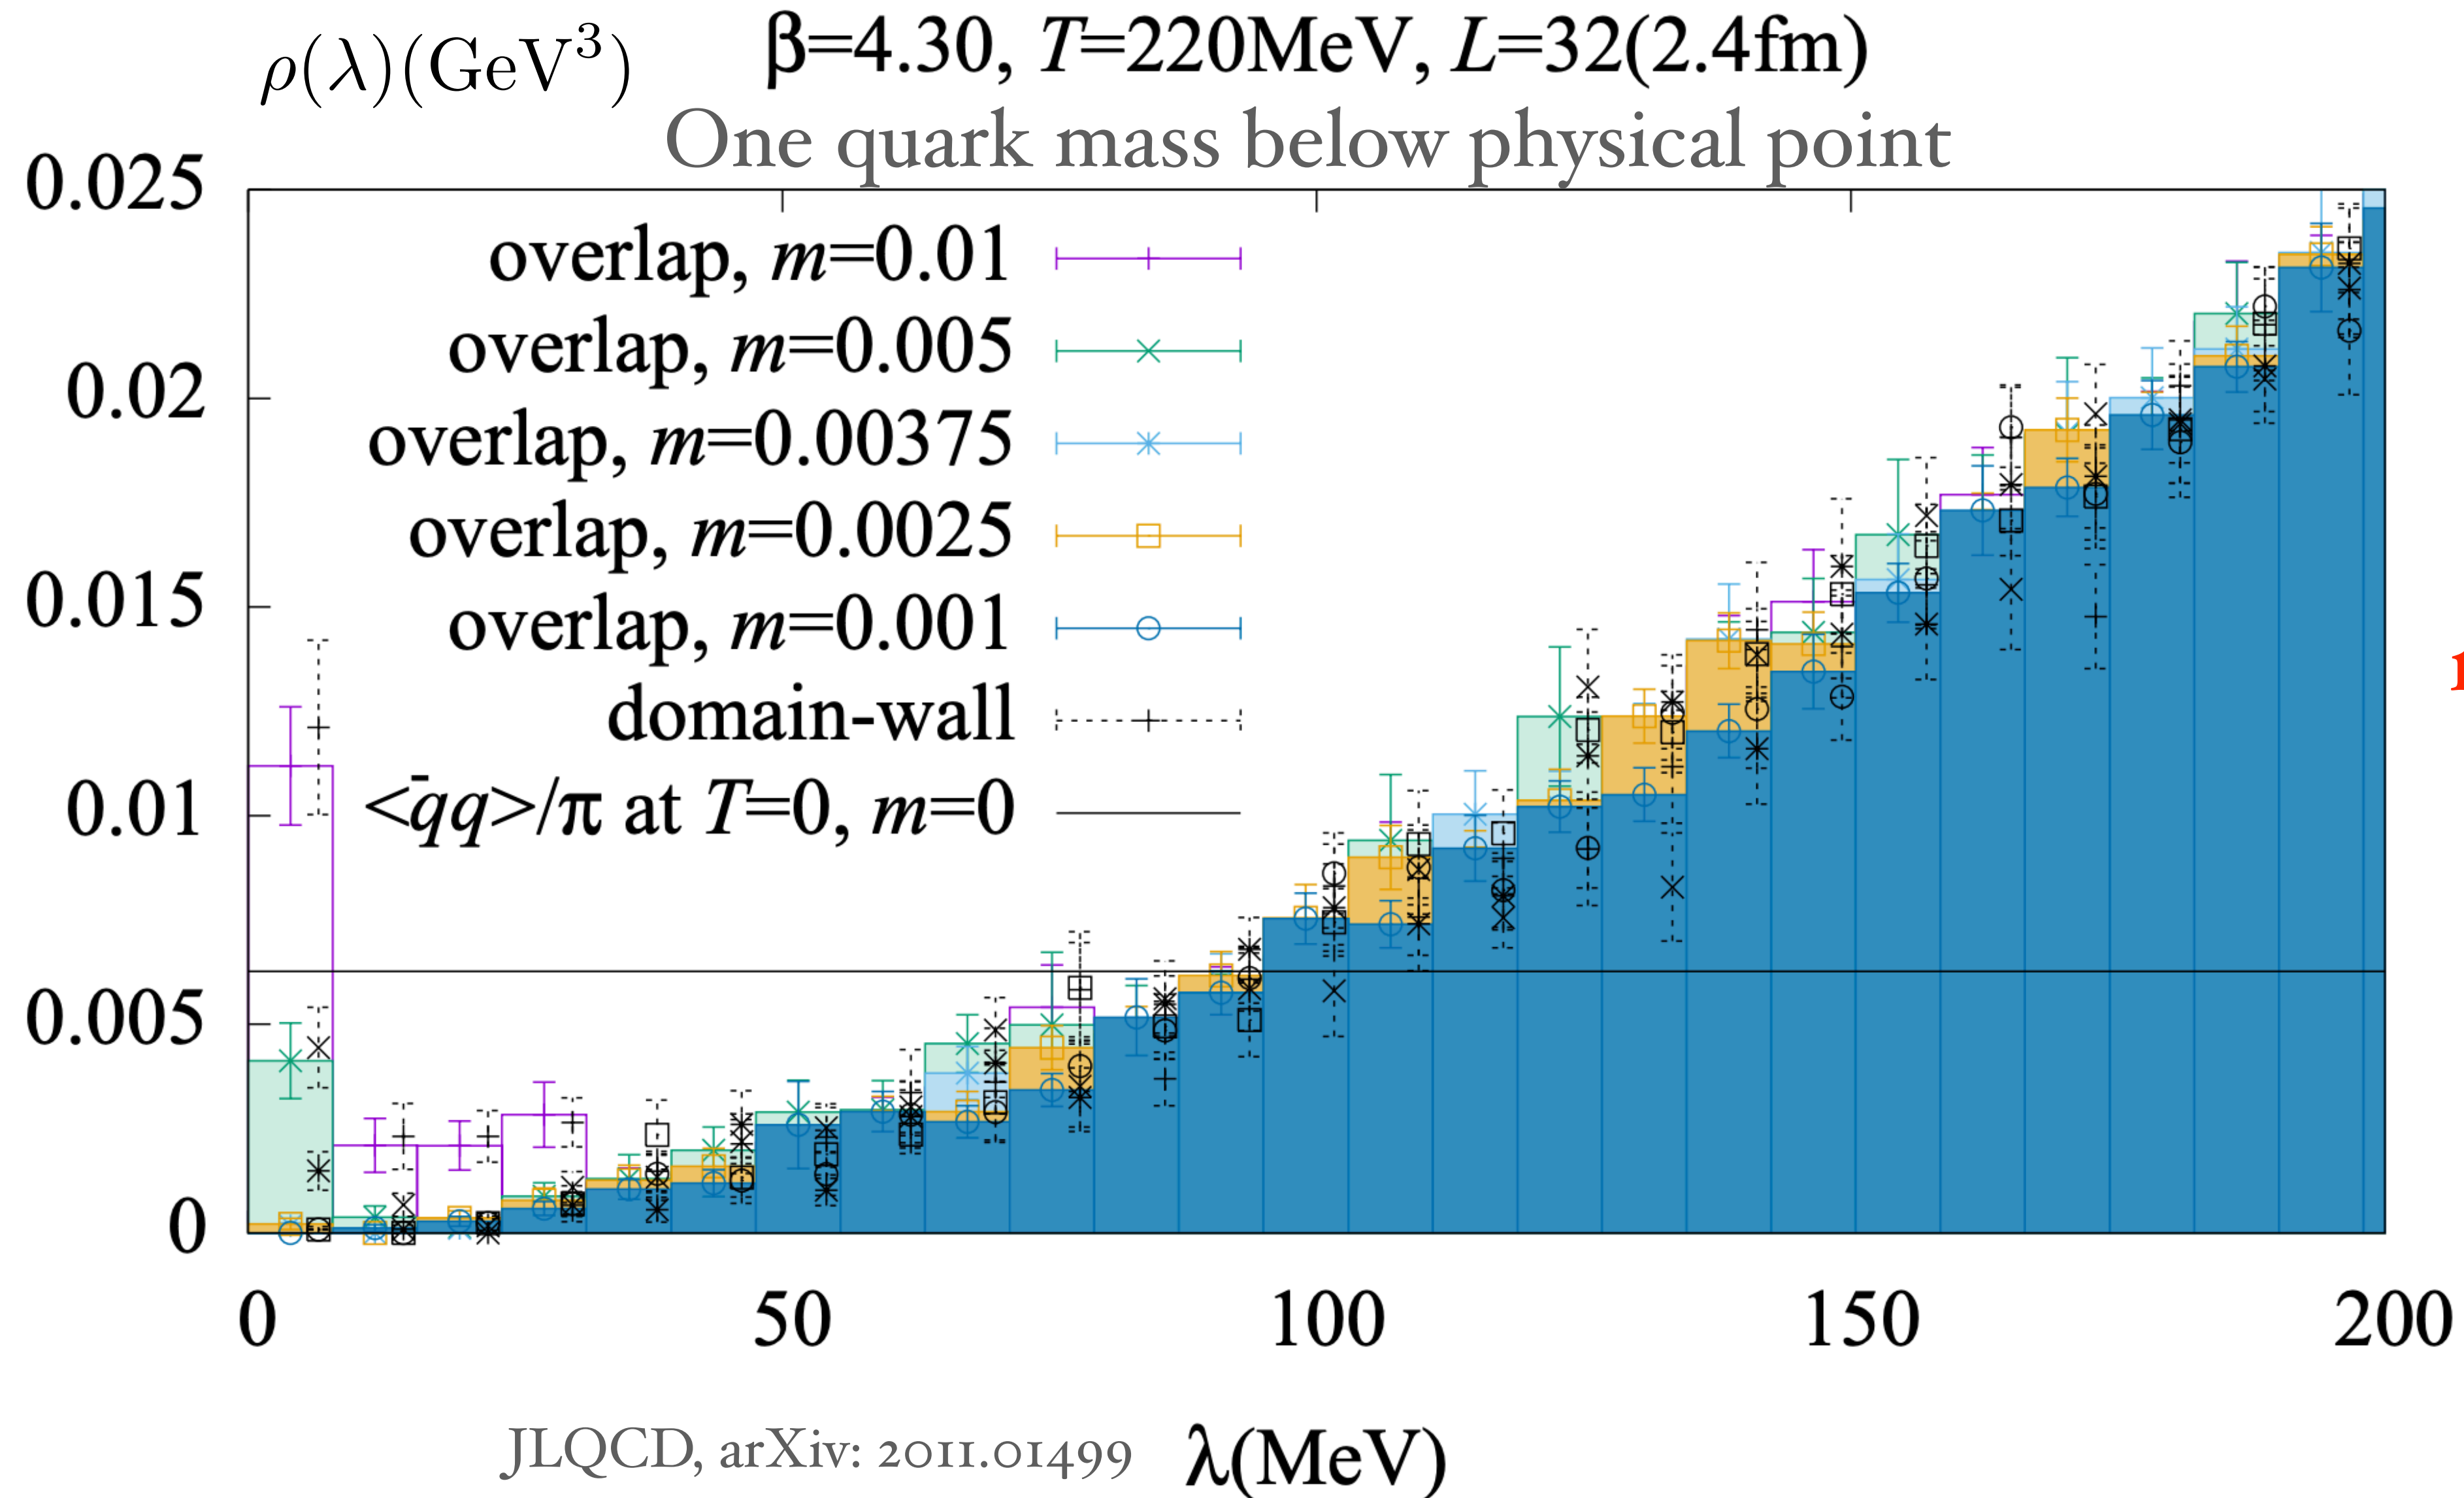 ρ(λ)(GeV³)
β=4.30, T=220MeV, L=32(2.4fm)
One quark mass below physical point
0.025
0.02
0.015
0.01
0.005
0
overlap, m=0.01
overlap, m=0.005
overlap, m=0.00375
overlap, m=0.0025
overlap, m=0.001
domain-wall
<q̄q>/π at T=0, m=0
0 50 100 150 200
JLQCD, arXiv: 2011.01499
λ(MeV)